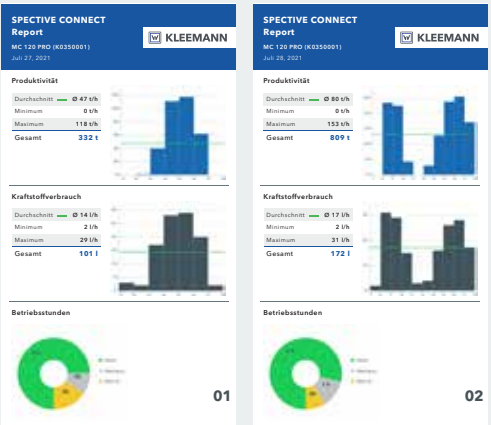 SPECTIVE CONNECT
Report
MC 120 PRO (K0350001)
Juli 27, 2021
KLEEMANN
Produktivität
Durchschnitt Ø 47 t/h
Minimum 0 t/h
Maximum 118 t/h
Gesamt 332 t
Kraftstoffverbrauch
Durchschnitt Ø 14 l/h
Minimum 2 l/h
Maximum 29 l/h
Gesamt 101 l
Betriebsstunden
01
SPECTIVE CONNECT
Report
MC 120 PRO (K0350001)
Juli 28, 2021
KLEEMANN
Produktivität
Durchschnitt Ø 80 t/h
Minimum 0 t/h
Maximum 153 t/h
Gesamt 809 t
Kraftstoffverbrauch
Durchschnitt Ø 17 l/h
Minimum 2 l/h
Maximum 31 l/h
Gesamt 172 l
Betriebsstunden
02